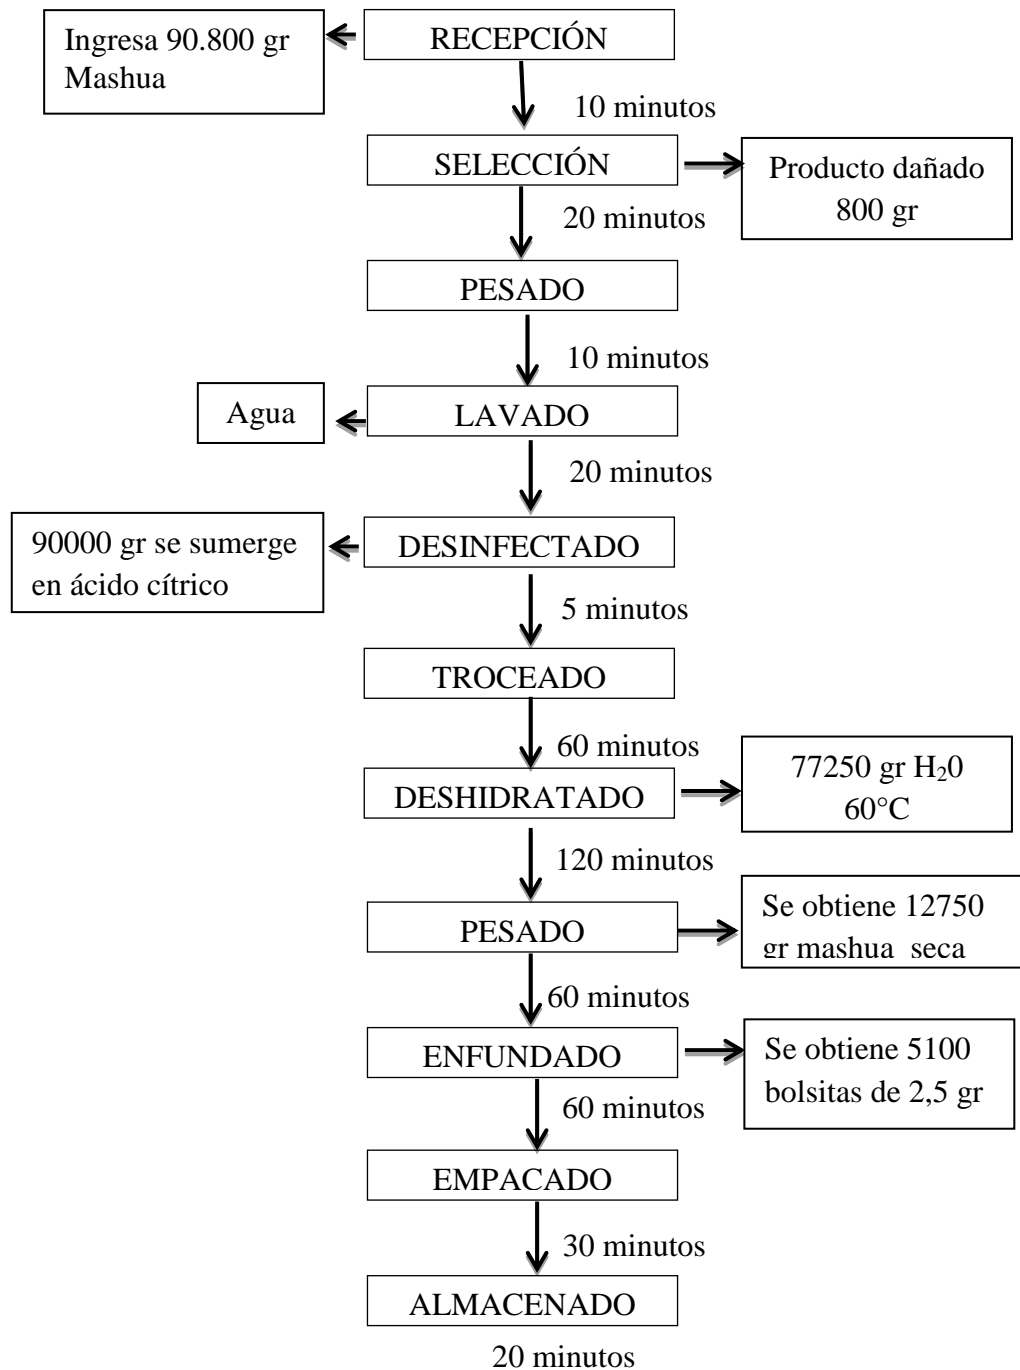 Ingresa 90.800 gr
Mashua
RECEPCIÓN
10 minutos
SELECCIÓN
Producto dañado
800 gr
20 minutos
PESADO
10 minutos
Agua
LAVADO
20 minutos
90000 gr se sumerge
en ácido cítrico
DESINFECTADO
5 minutos
TROCEADO
60 minutos
DESHIDRATADO
77250 gr H₂0
60°C
120 minutos
PESADO
Se obtiene 12750
gr mashua seca
60 minutos
ENFUNDADO
Se obtiene 5100
bolsitas de 2,5 gr
60 minutos
EMPACADO
30 minutos
ALMACENADO
20 minutos